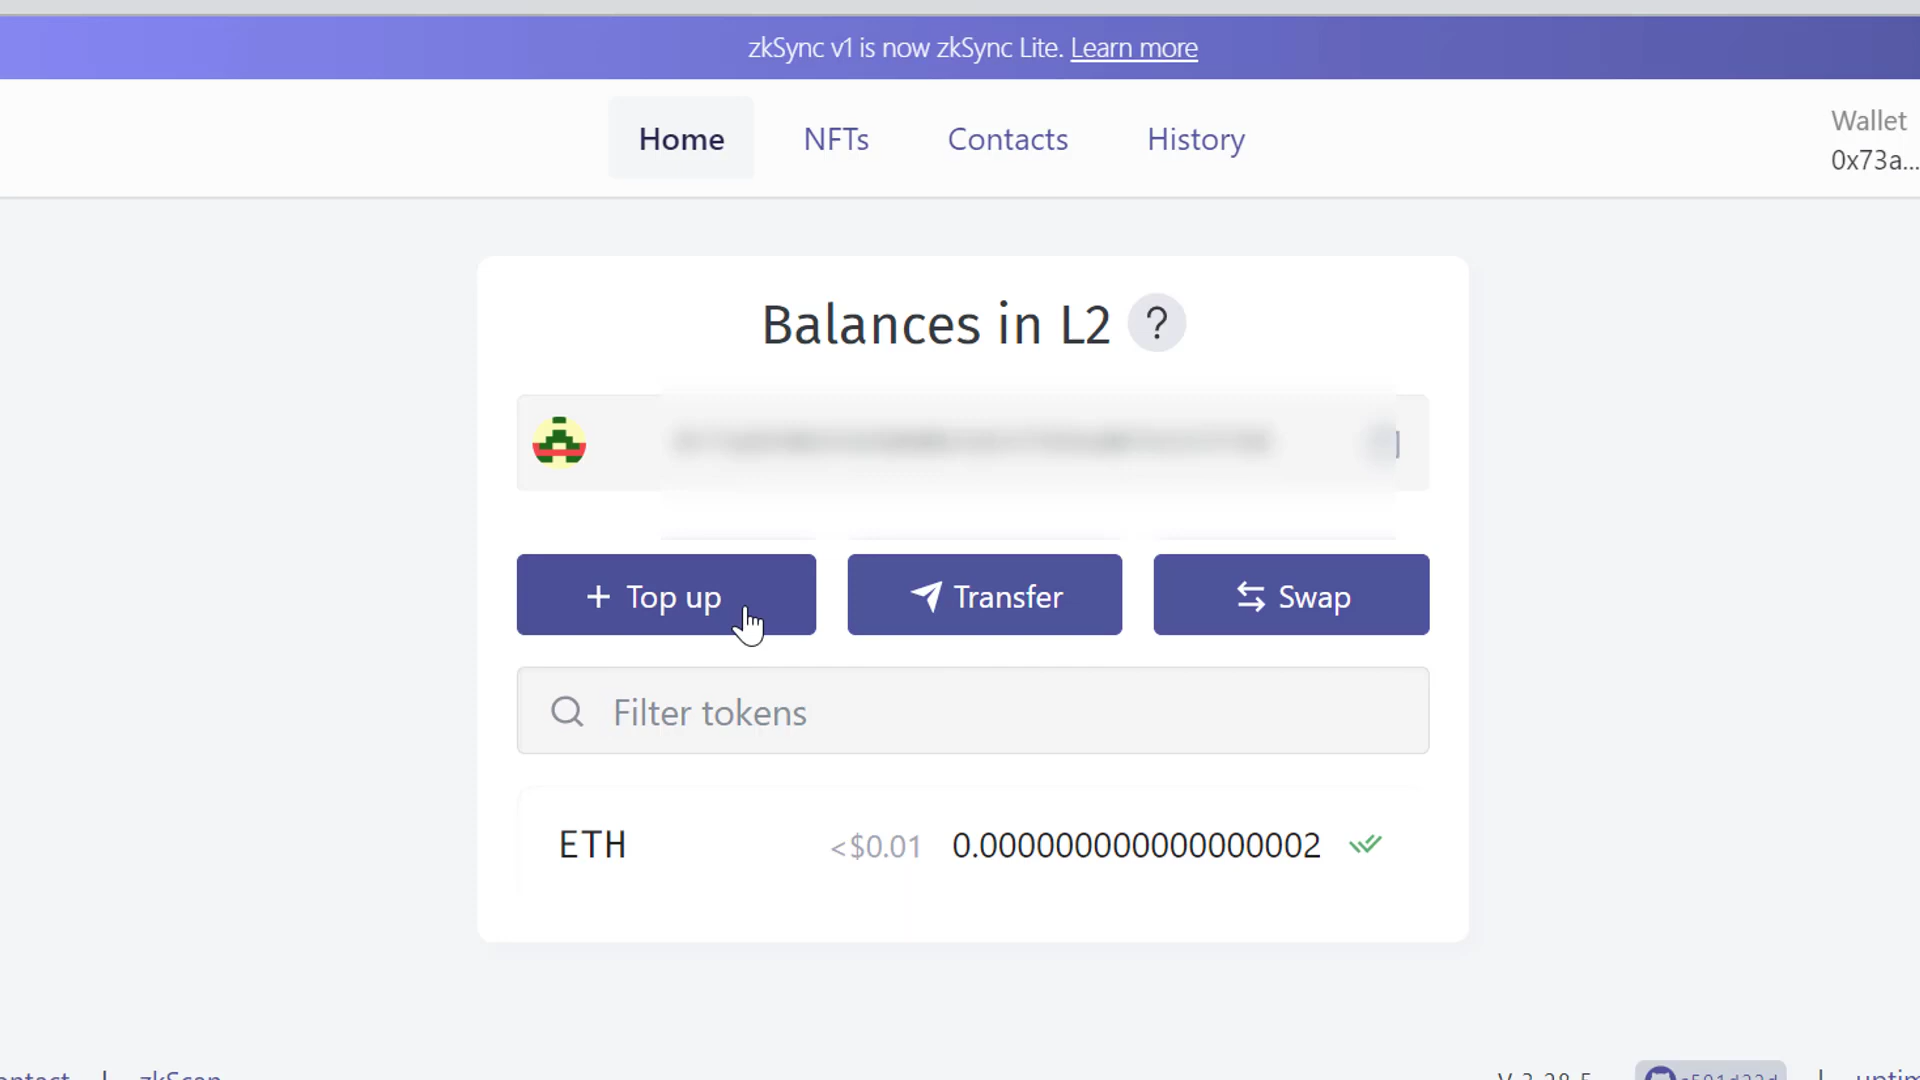 zkSync v1 is now zkSync Lite. Learn more
Home
NFTs
Contacts
History
Wallet
0x73a...
Balances in L2 ?
+ Top up
Transfer
Swap
Filter tokens
ETH
<$0.01
0.000000000000000002
zkScan